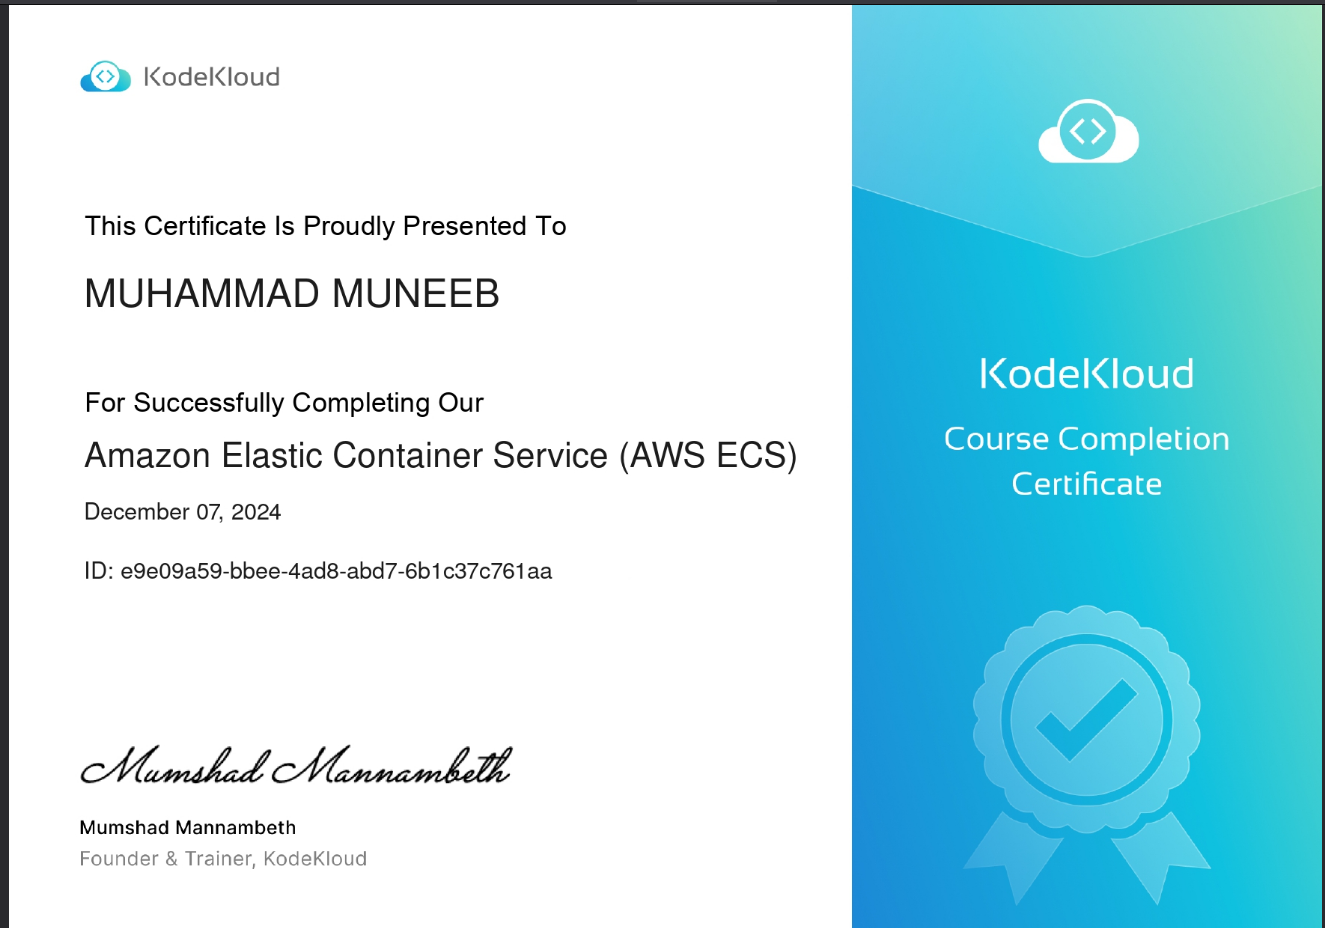 KodeKloud
This Certificate Is Proudly Presented To
MUHAMMAD MUNEEB
For Successfully Completing Our
Amazon Elastic Container Service (AWS ECS)
December 07, 2024
ID: e9e09a59-bbee-4ad8-abd7-6b1c37c761aa
Mumshad Mannambeth
Mumshad Mannambeth
Founder & Trainer, KodeKloud
KodeKloud
Course Completion
Certificate